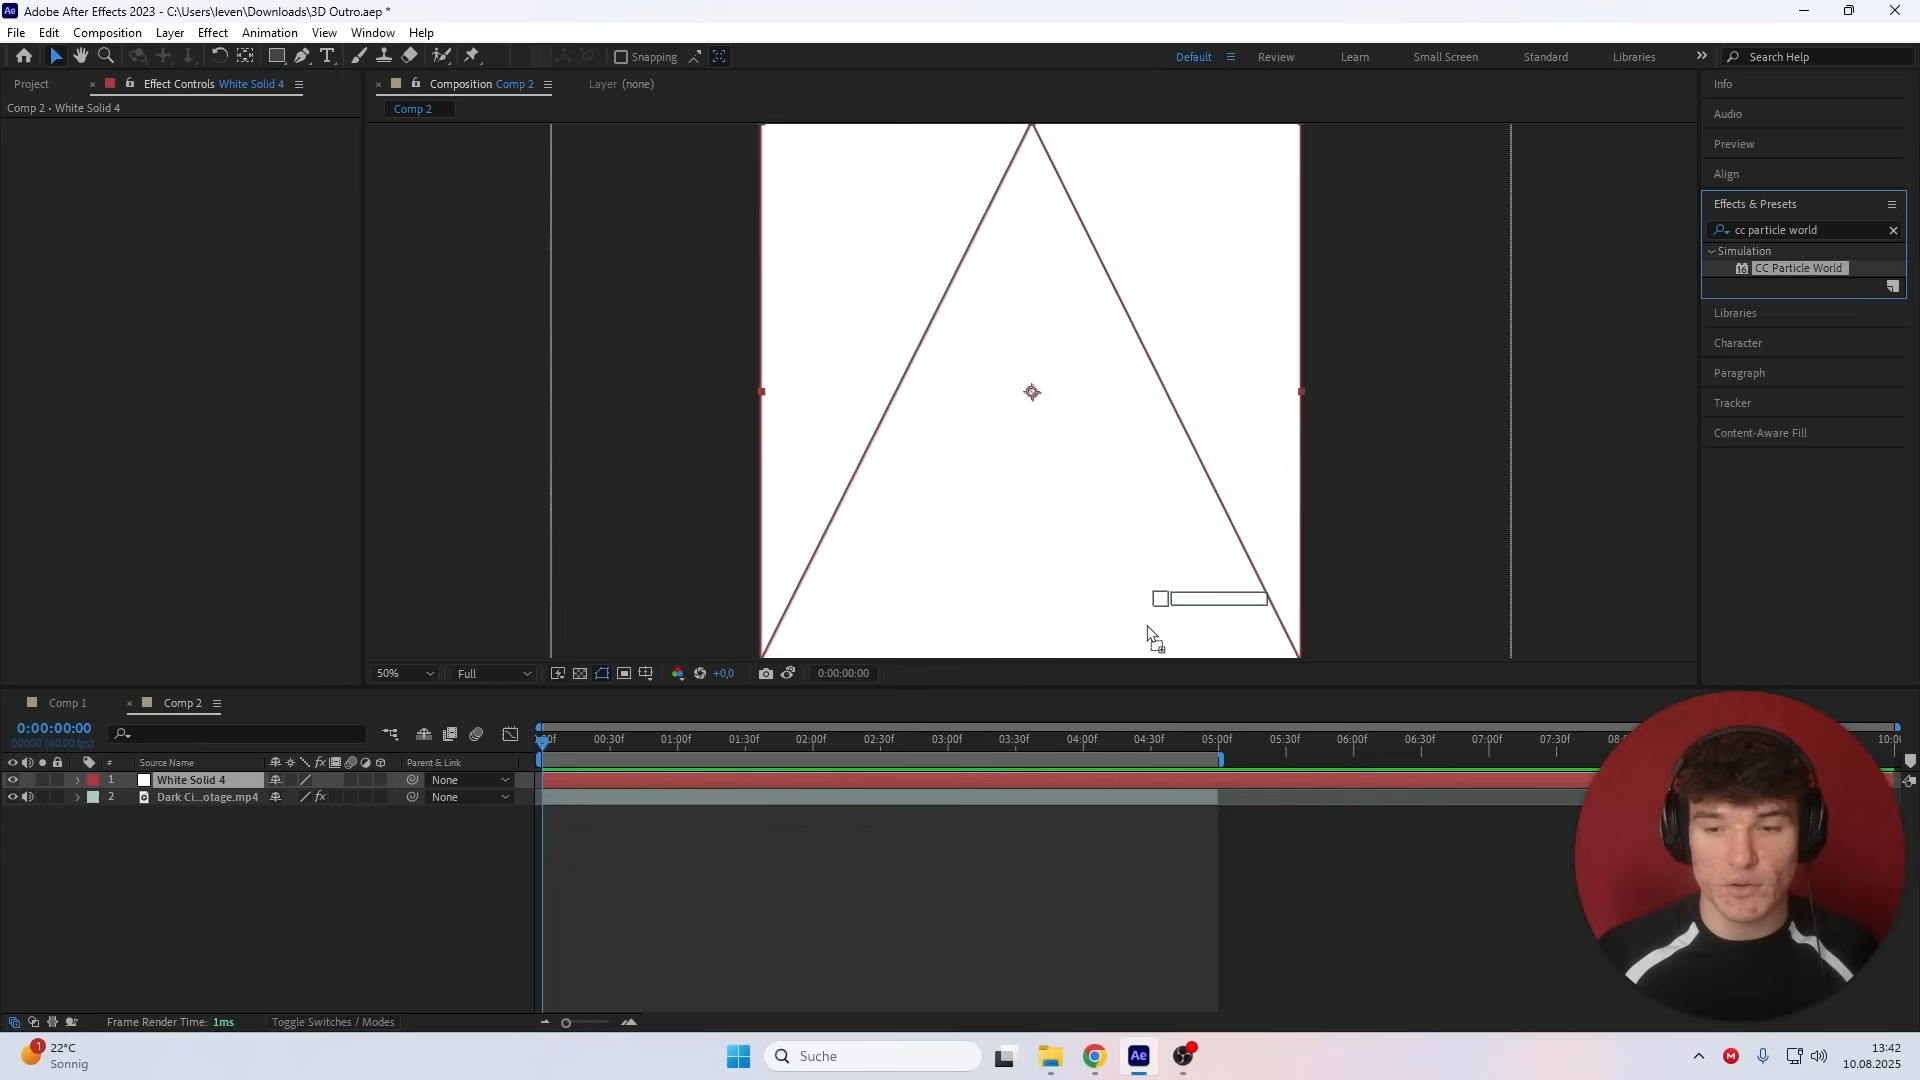 Adobe After Effects 2023 - C:\Users\leven\Downloads\3D Outro.aep *
File Edit Composition Layer Effect Animation View Window Help
Snapping Default Review Learn Small Screen Standard Libraries Search Help
Project Effect Controls White Solid 4 Composition Comp 2 Layer (none)
Comp 2 • White Solid 4
Comp 2
Info
Audio
Preview
Align
Effects & Presets
cc particle world
Simulation
16 CC Particle World
Libraries
Character
Paragraph
Tracker
Content-Aware Fill
50% Full +0,0 0:00:00:00
Comp 1 Comp 2
0:00:00:00
00000 (60.00 fps)
00:30f 01:00f 01:30f 02:00f 02:30f 03:00f 03:30f 04:00f 04:30f 05:00f 05:30f 06:00f 06:30f 07:00f 07:30f
# Source Name fx Parent & Link
1 White Solid 4 None
2 Dark Ci...otage.mp4 fx None
Frame Render Time: 1ms Toggle Switches / Modes
1 22°C
Sonnig
Suche
Ae
13:42
10.08.2025